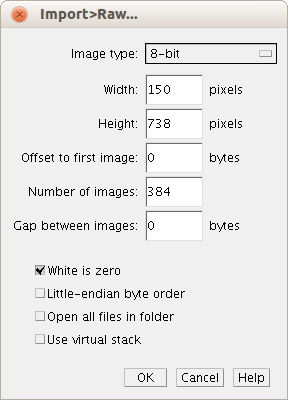 Import>Raw...
Image type: 8-bit
Width: 150 pixels
Height: 738 pixels
Offset to first image: 0 bytes
Number of images: 384
Gap between images: 0 bytes
White is zero
Little-endian byte order
Open all files in folder
Use virtual stack
OK Cancel Help